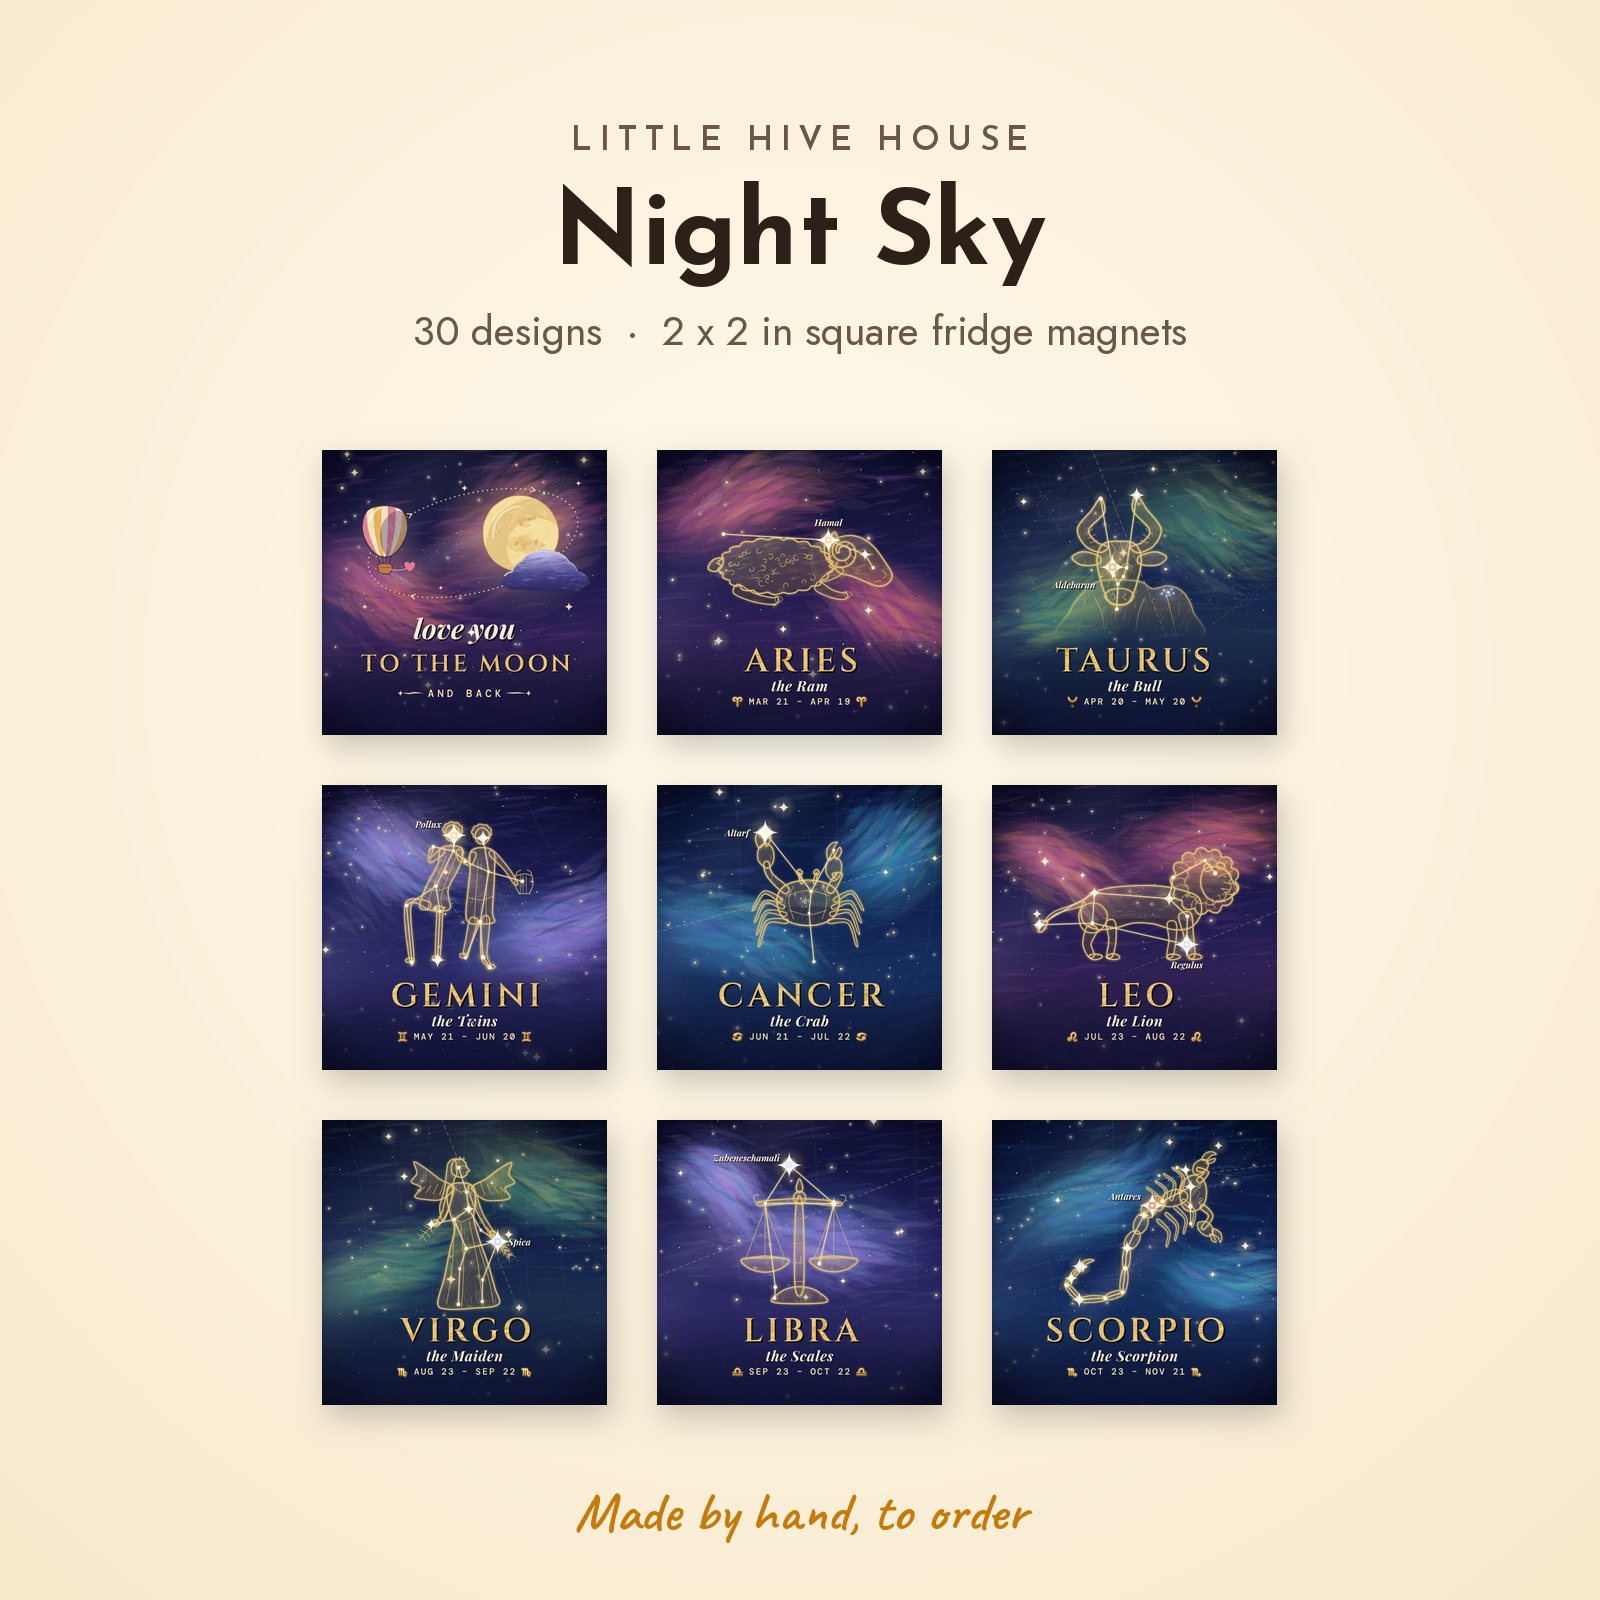 LITTLE HIVE HOUSE
Night Sky
30 designs · 2 x 2 in square fridge magnets
love you
TO THE MOON
AND BACK
Hamal
ARIES
the Ram
♈ MAR 21 - APR 19 ♈
Aldebaran
TAURUS
the Bull
♉ APR 20 - MAY 20 ♉
Pollux
GEMINI
the Twins
♊ MAY 21 - JUN 20 ♊
Altarf
CANCER
the Crab
♋ JUN 21 - JUL 22 ♋
Regulus
LEO
the Lion
♌ JUL 23 - AUG 22 ♌
Spica
VIRGO
the Maiden
♍ AUG 23 - SEP 22 ♍
Zubeneschamali
LIBRA
the Scales
♎ SEP 23 - OCT 22 ♎
Antares
SCORPIO
the Scorpion
♏ OCT 23 - NOV 21 ♏
Made by hand, to order